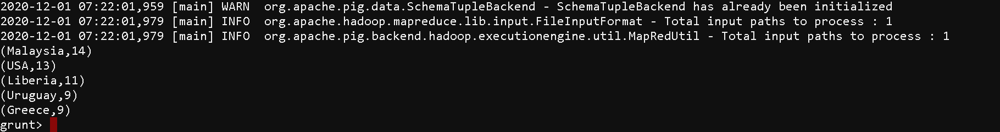 2020-12-01 07:22:01,959 [main] WARN  org.apache.pig.data.SchemaTupleBackend - SchemaTupleBackend has already been initialized
2020-12-01 07:22:01,979 [main] INFO  org.apache.hadoop.mapreduce.lib.input.FileInputFormat - Total input paths to process : 1
2020-12-01 07:22:01,979 [main] INFO  org.apache.pig.backend.hadoop.executionengine.util.MapRedUtil - Total input paths to process : 1
(Malaysia,14)
(USA,13)
(Liberia,11)
(Uruguay,9)
(Greece,9)
grunt>